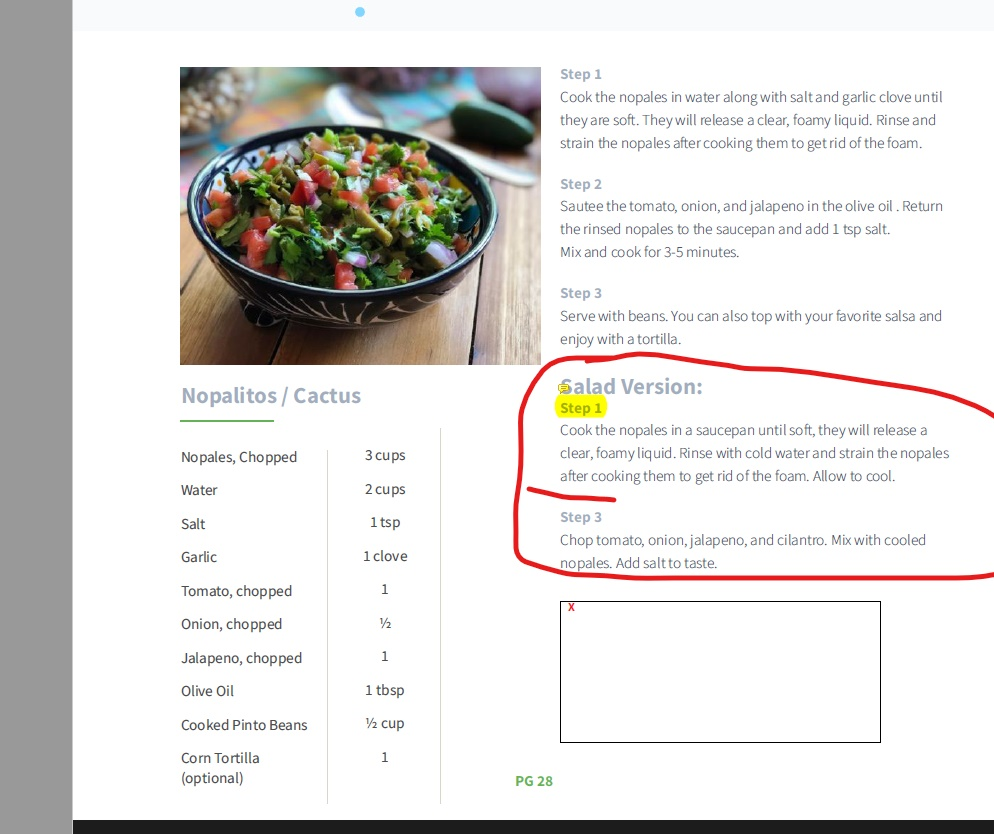 Step 1
Cook the nopales in water along with salt and garlic clove until
they are soft. They will release a clear, foamy liquid. Rinse and
strain the nopales after cooking them to get rid of the foam.
Step 2
Sautee the tomato, onion, and jalapeno in the olive oil . Return
the rinsed nopales to the saucepan and add 1 tsp salt.
Mix and cook for 3-5 minutes.
Step 3
Serve with beans. You can also top with your favorite salsa and
enjoy with a tortilla.
Nopalitos / Cactus
Nopales, Chopped 3 cups
Water 2 cups
Salt 1 tsp
Garlic 1 clove
Tomato, chopped 1
Onion, chopped ½
Jalapeno, chopped 1
Olive Oil 1 tbsp
Cooked Pinto Beans ½ cup
Corn Tortilla 1
(optional)
Salad Version:
Step 1
Cook the nopales in a saucepan until soft, they will release a
clear, foamy liquid. Rinse with cold water and strain the nopales
after cooking them to get rid of the foam. Allow to cool.
Step 3
Chop tomato, onion, jalapeno, and cilantro. Mix with cooled
nopales. Add salt to taste.
X
PG 28